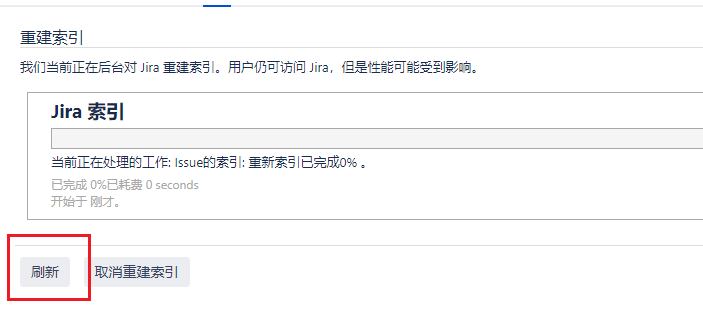 重建索引
我们当前正在后台对 Jira 重建索引。用户仍可访问 Jira，但是性能可能受到影响。
Jira 索引
当前正在处理的工作: Issue的索引: 重新索引已完成0% 。
已完成 0%已耗费 0 seconds
开始于 刚才。
刷新 取消重建索引